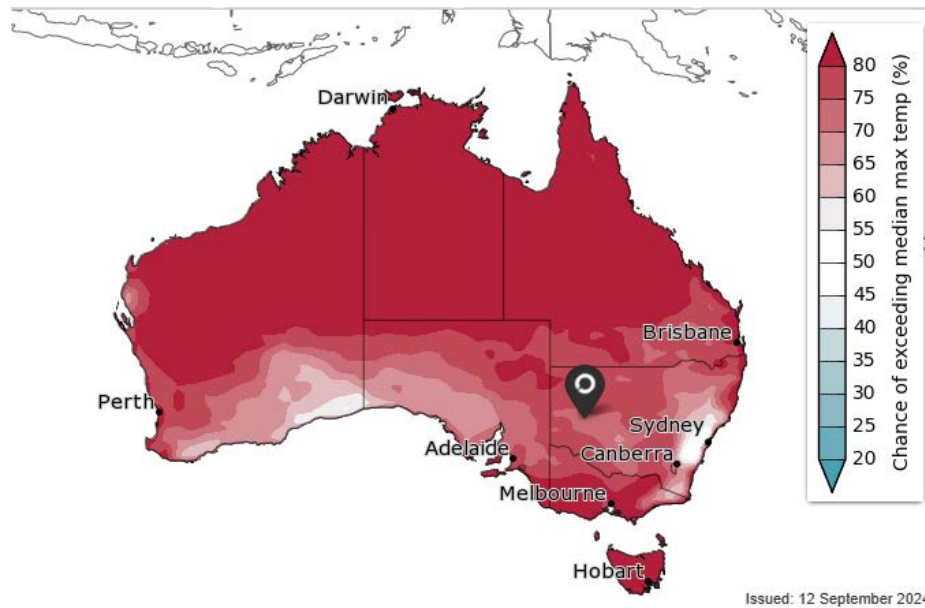 Darwin
Brisbane
Perth
Sydney
Adelaide
Canberra
Melbourne
Hobart
80
75
70
65
60
55
50
45
40
35
30
25
20
Chance of exceeding median max temp (%)
Issued: 12 September 2024